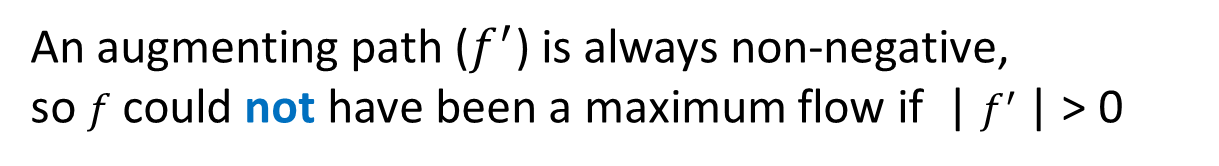 An augmenting path (f′) is always non-negative,
so f could not have been a maximum flow if | f′ | > 0